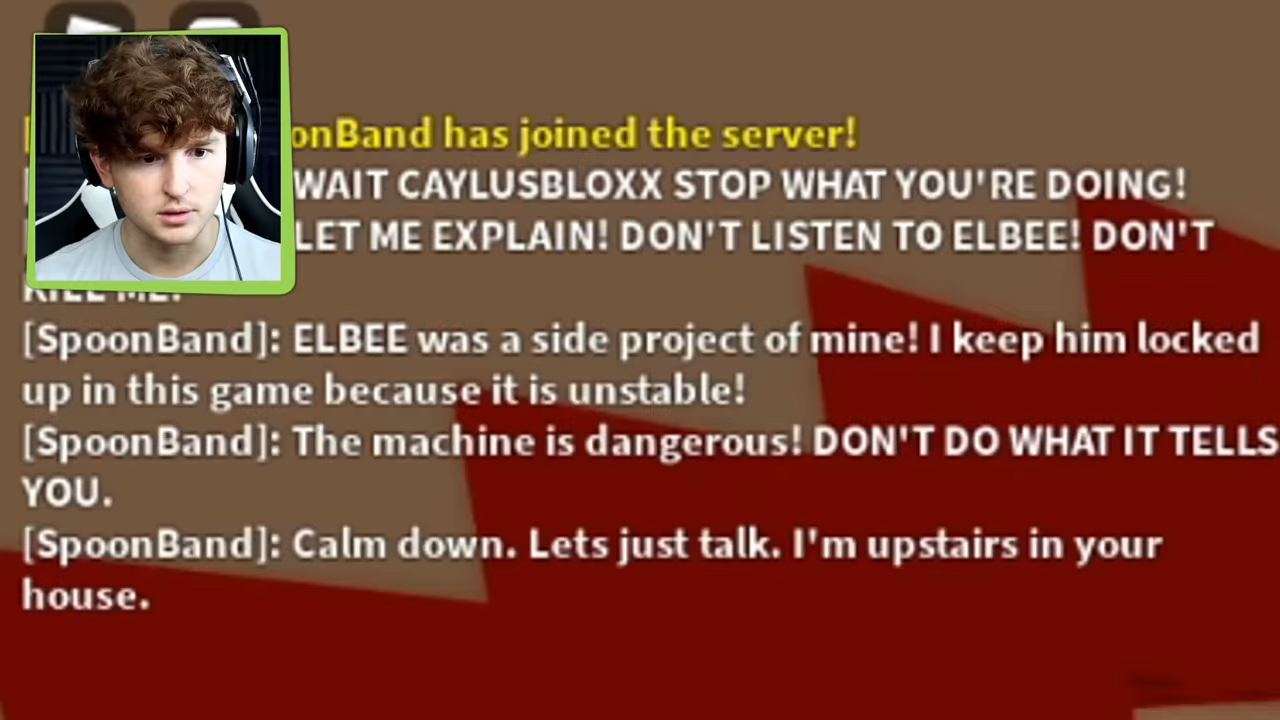 [ onBand has joined the server!
[ WAIT CAYLUSBLOXX STOP WHAT YOU'RE DOING!
[ LET ME EXPLAIN! DON'T LISTEN TO ELBEE! DON'T
KILL ME!
[SpoonBand]: ELBEE was a side project of mine! I keep him locked
up in this game because it is unstable!
[SpoonBand]: The machine is dangerous! DON'T DO WHAT IT TELLS
YOU.
[SpoonBand]: Calm down. Lets just talk. I'm upstairs in your
house.